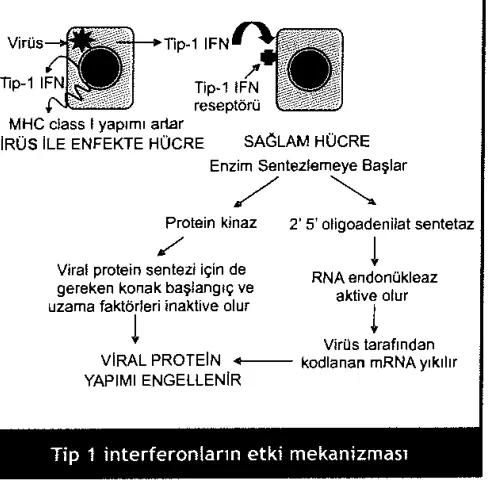 Virüs
Tip-1 IFN
Tip-1 IFN
Tip-1 IFN
reseptörü
MHC class I yapımı artar
İRÜS İLE ENFEKTE HÜCRE
SAĞLAM HÜCRE
Enzim Sentezlemeye Başlar
Protein kinaz
2' 5' oligoadenilat sentetaz
Viral protein sentezi için de
gereken konak başlangıç ve
uzama faktörleri inaktive olur
RNA endonükleaz
aktive olur
Virüs tarafından
kodlanan mRNA yıkılır
VİRAL PROTEİN
YAPIMI ENGELLENİR
Tip 1 interferonların etki mekanizması